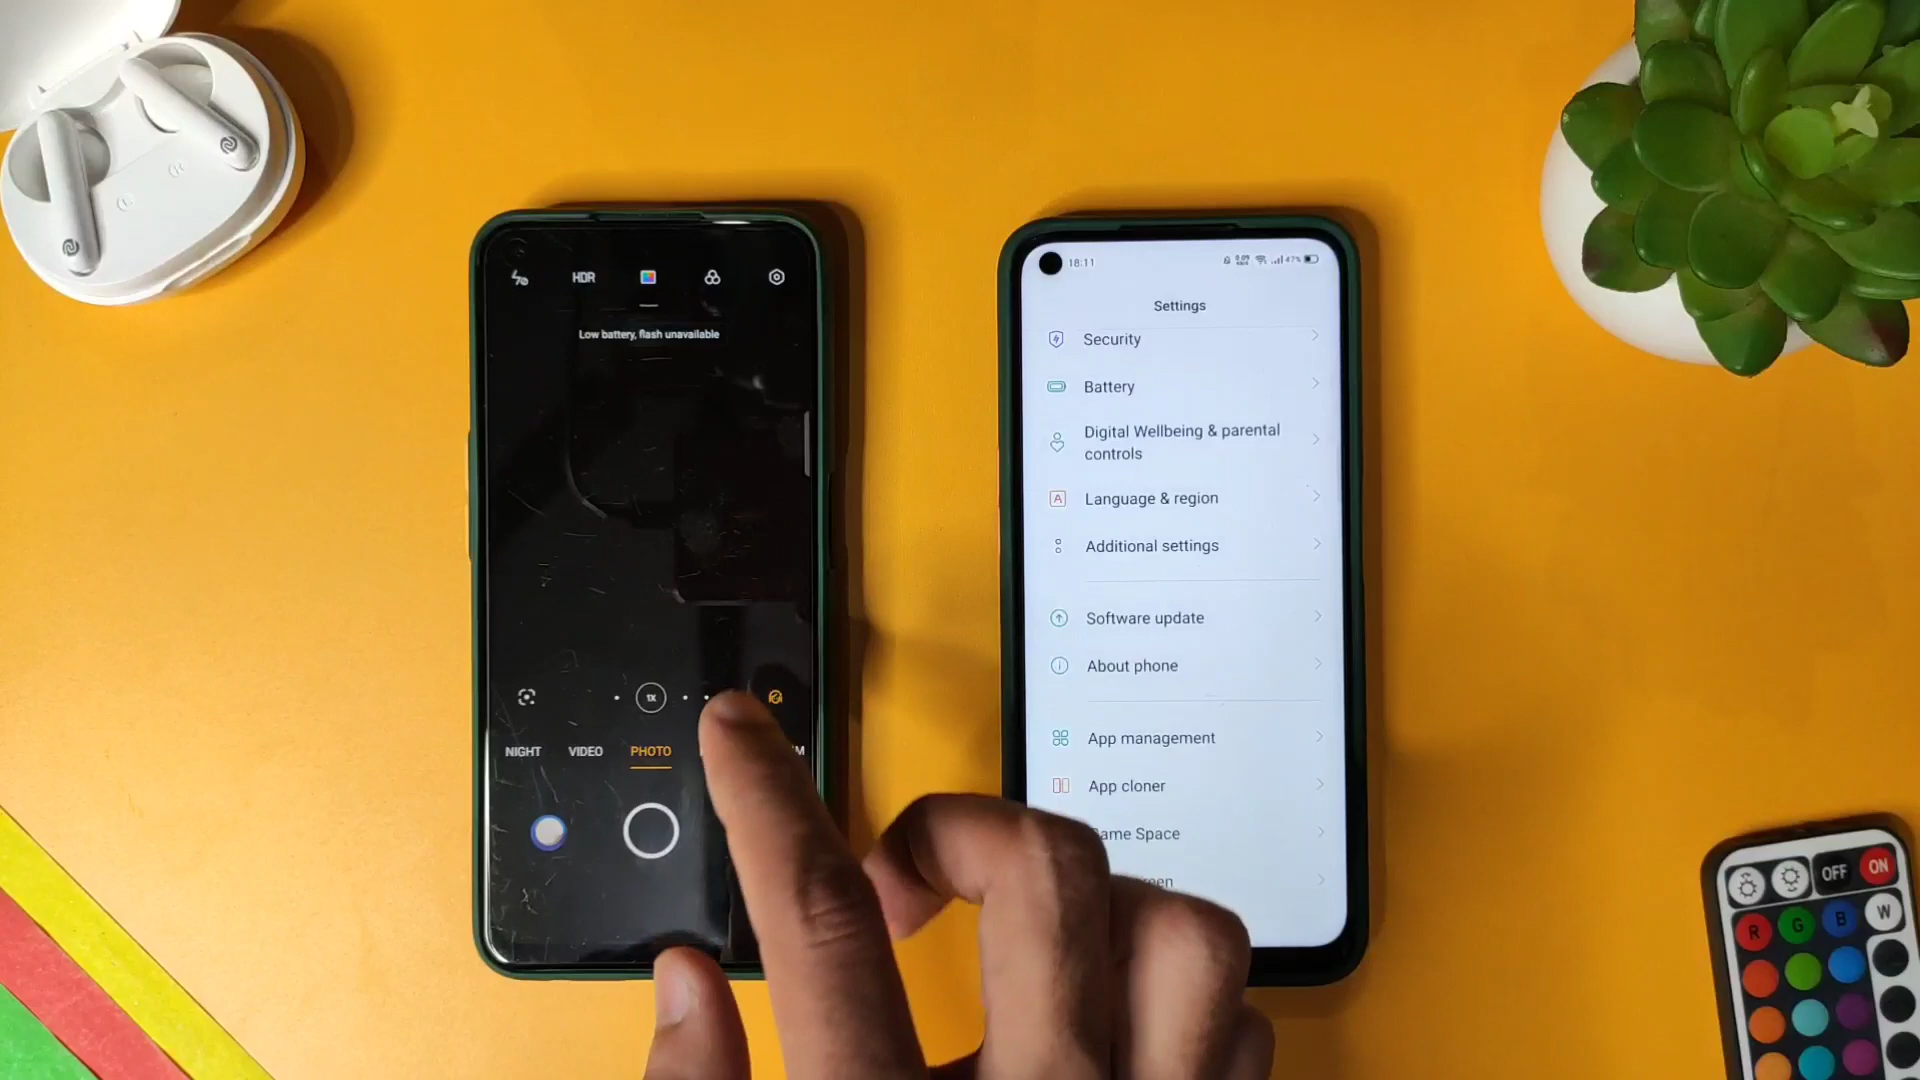 HDR
Low battery, flash unavailable
1X
NIGHT VIDEO PHOTO
18:11
47%
Settings
Security
Battery
Digital Wellbeing & parental
controls
Language & region
Additional settings
Software update
About phone
App management
App cloner
ame Space
OFF ON
R G B W